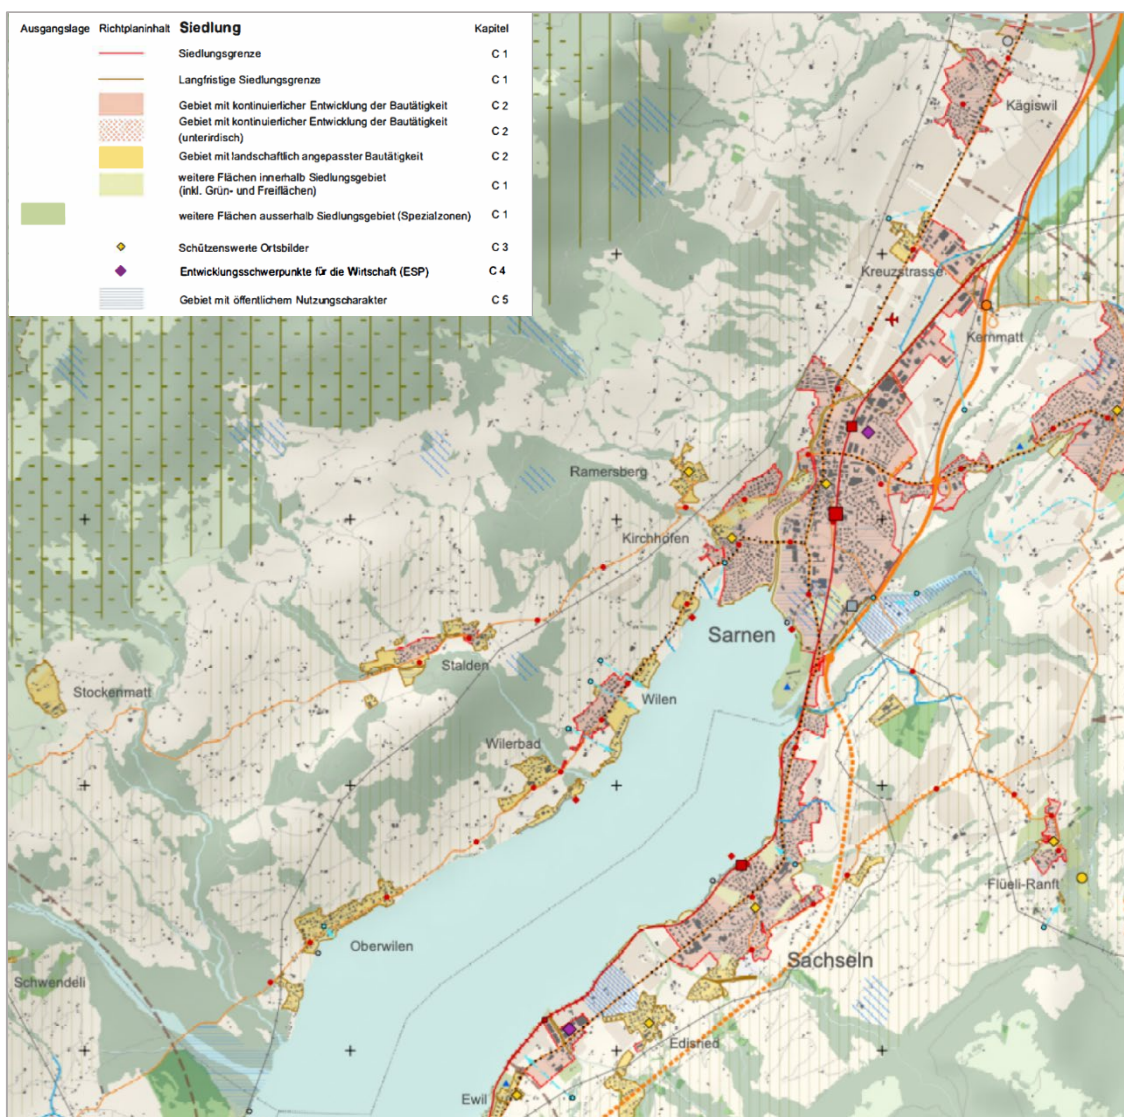 Ausgangslage Richtplaninhalt Siedlung Kapitel
Siedlungsgrenze C 1
Langfristige Siedlungsgrenze C 1
Gebiet mit kontinuierlicher Entwicklung der Bautätigkeit C 2
Gebiet mit kontinuierlicher Entwicklung der Bautätigkeit
(unterirdisch) C 2
Gebiet mit landschaftlich angepasster Bautätigkeit C 2
weitere Flächen innerhalb Siedlungsgebiet
(inkl. Grün- und Freiflächen) C 1
weitere Flächen ausserhalb Siedlungsgebiet (Spezialzonen) C 1
Schützenswerte Ortsbilder C 3
Entwicklungsschwerpunkte für die Wirtschaft (ESP) C 4
Gebiet mit öffentlichem Nutzungscharakter C 5
Kägiswil
Kreuzstrasse
Kernmatt
Ramersberg
Kirchhofen
Sarnen
Stalden
Stockenmatt
Wilen
Wilerbad
Flüeli-Ranft
Oberwilen
Sachseln
Schwendeli
Edisried
Ewil